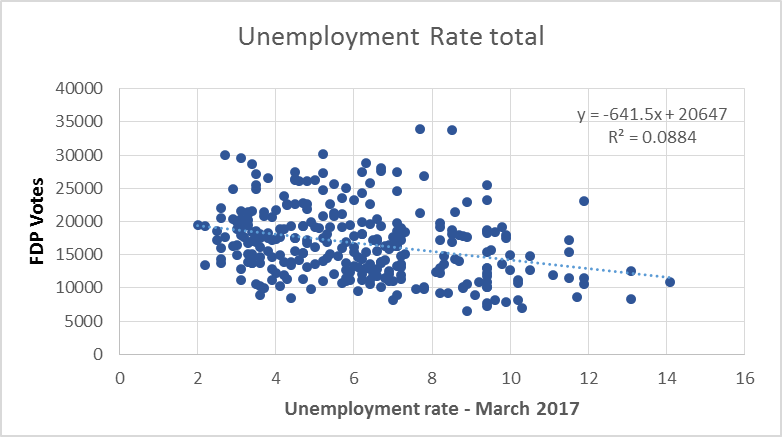 Unemployment Rate total
y = -641.5x + 20647
R² = 0.0884
FDP Votes
40000
35000
30000
25000
20000
15000
10000
5000
0
0 2 4 6 8 10 12 14 16
Unemployment rate - March 2017